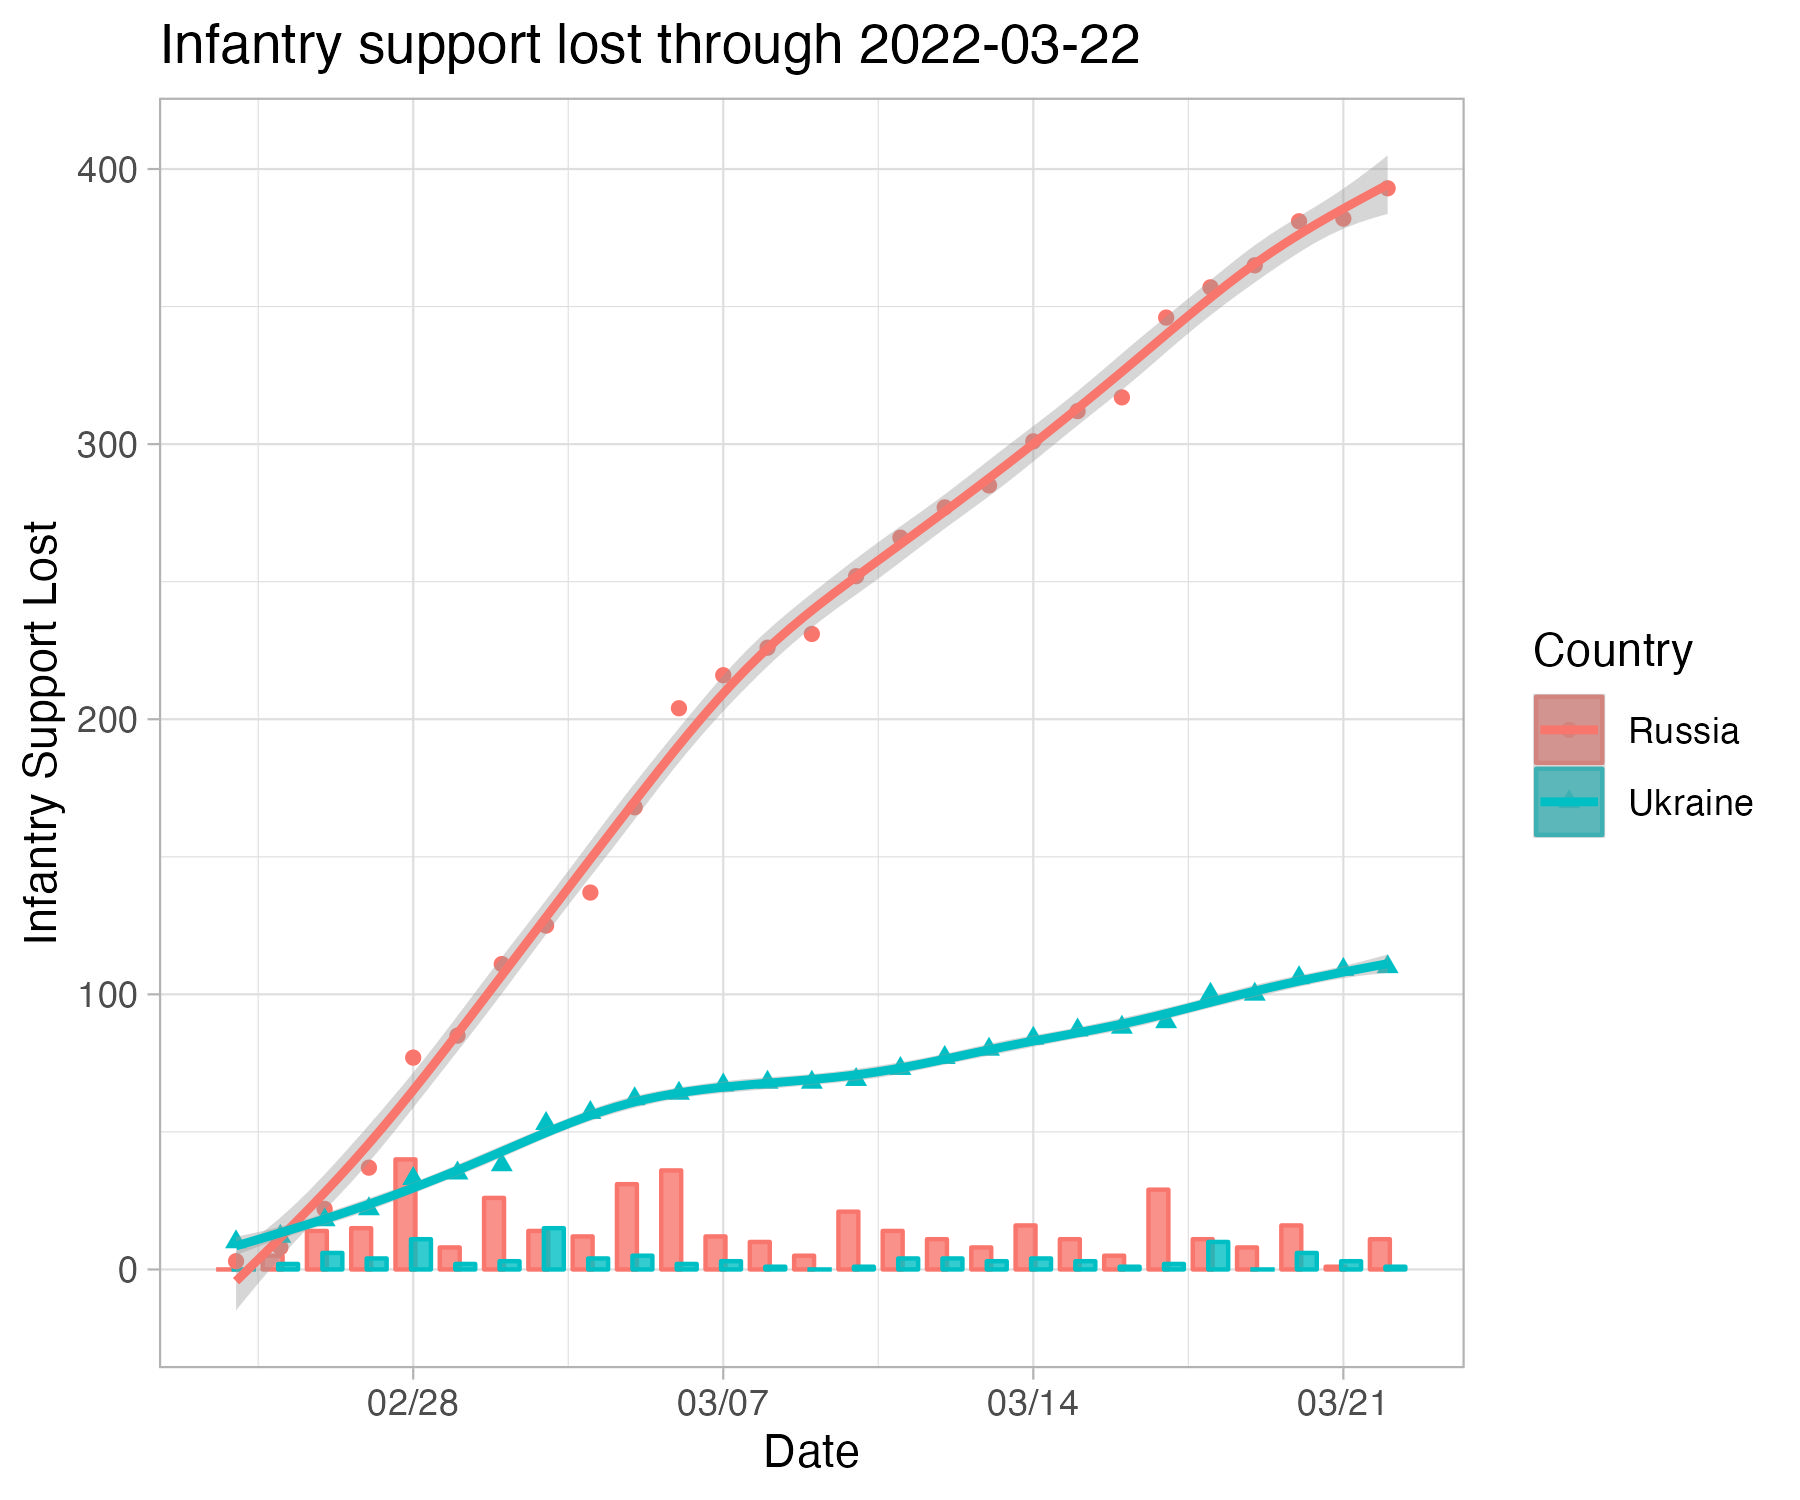 Infantry support lost through 2022-03-22
Infantry Support Lost
400
300
200
100
0
02/28
03/07
03/14
03/21
Date
Country
Russia
Ukraine